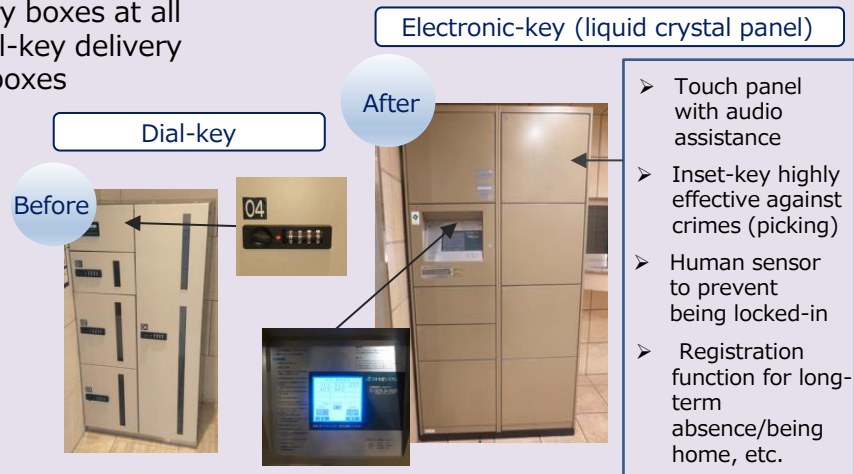 y boxes at all
l-key delivery
boxes
Electronic-key (liquid crystal panel)
After
Dial-key
Before
04
➢ Touch panel
with audio
assistance
➢ Inset-key highly
effective against
crimes (picking)
➢ Human sensor
to prevent
being locked-in
➢ Registration
function for long-
term
absence/being
home, etc.